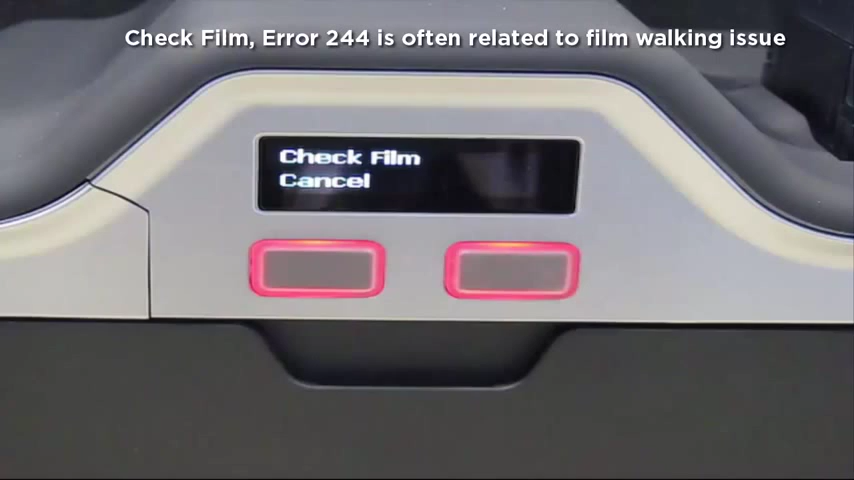 Check Film, Error 244 is often related to film walking issue
Check Film
Cancel